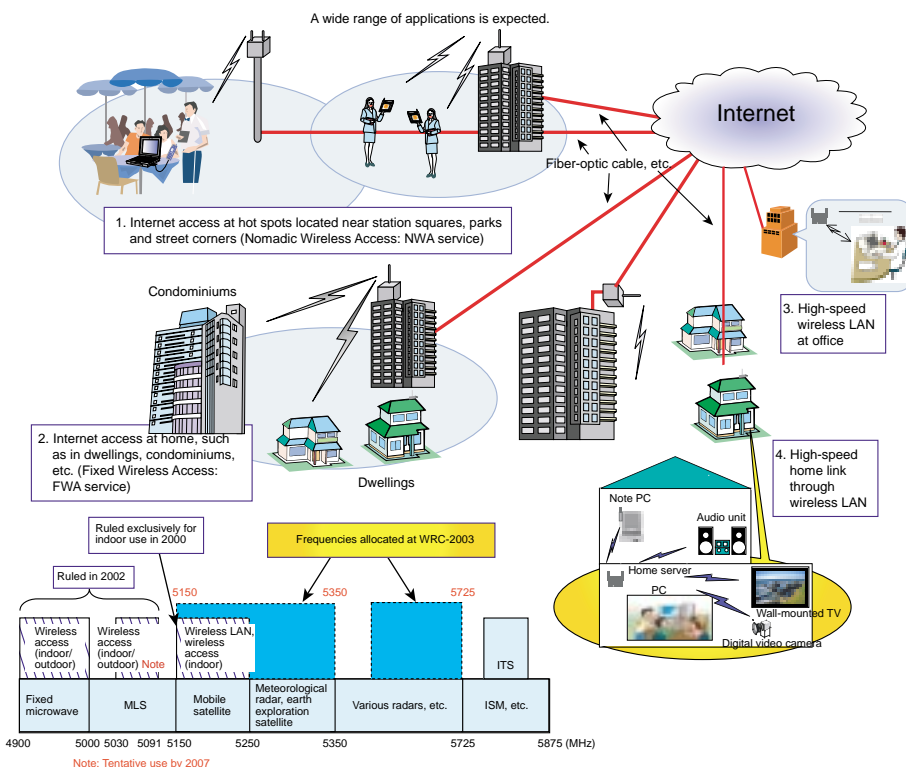 A wide range of applications is expected.
Internet
Fiber-optic cable, etc.
1. Internet access at hot spots located near station squares, parks
and street corners (Nomadic Wireless Access: NWA service)
Condominiums
3. High-speed
wireless LAN
at office
2. Internet access at home, such
as in dwellings, condominiums,
etc. (Fixed Wireless Access:
FWA service)
Dwellings
4. High-speed
home link
through
wireless LAN
Note PC
Audio unit
Home server
PC
Wall-mounted TV
Digital video camera
Ruled exclusively for
indoor use in 2000
Frequencies allocated at WRC-2003
Ruled in 2002
5150
5350
5725
Wireless
access
(indoor/
outdoor)
Wireless
access
(indoor/
outdoor) Note
Wireless LAN,
wireless
access
(indoor)
ITS
Fixed
microwave
MLS
Mobile
satellite
Meteorological
radar, earth
exploration
satellite
Various radars, etc.
ISM, etc.
4900 5000 5030 5091 5150 5250 5350 5725 5875 (MHz)
Note: Tentative use by 2007